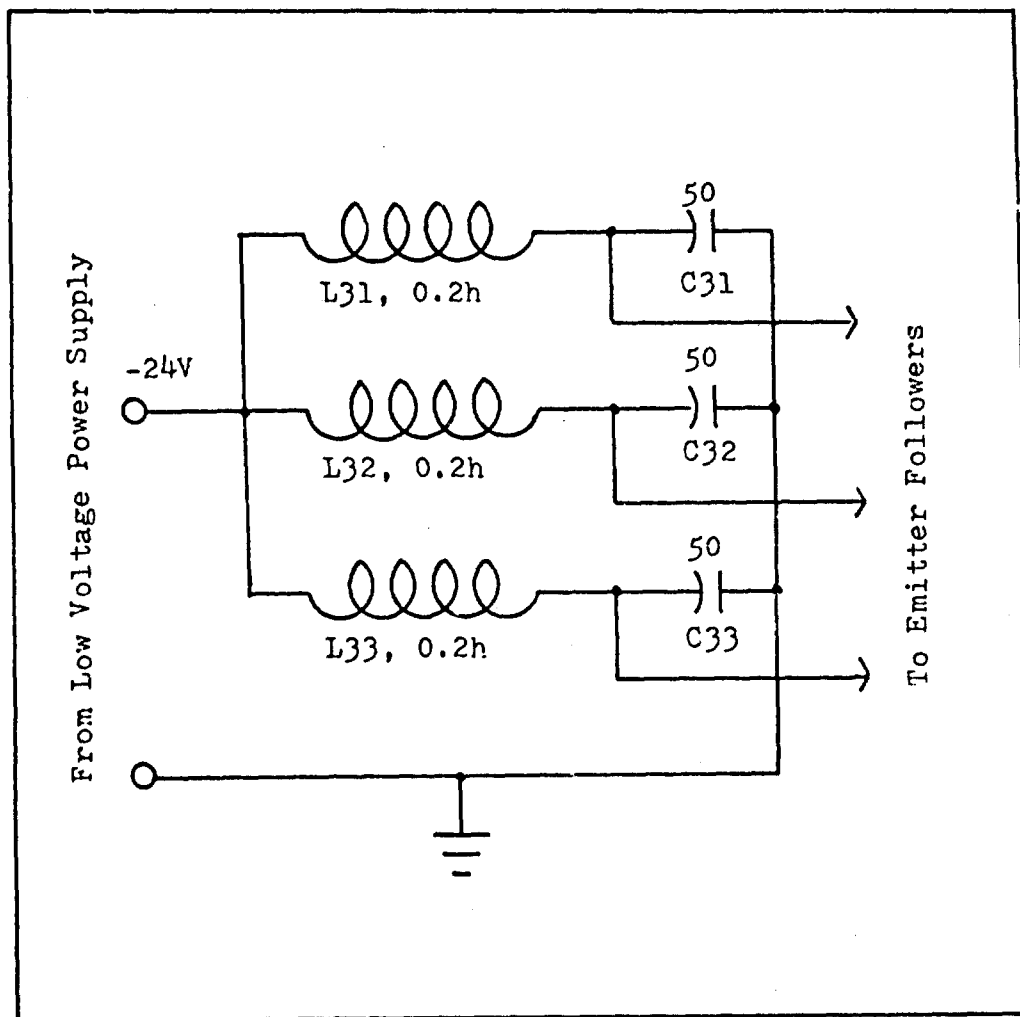 From Low Voltage Power Supply
-24V
50
L31, 0.2h
C31
50
L32, 0.2h
C32
50
L33, 0.2h
C33
To Emitter Followers